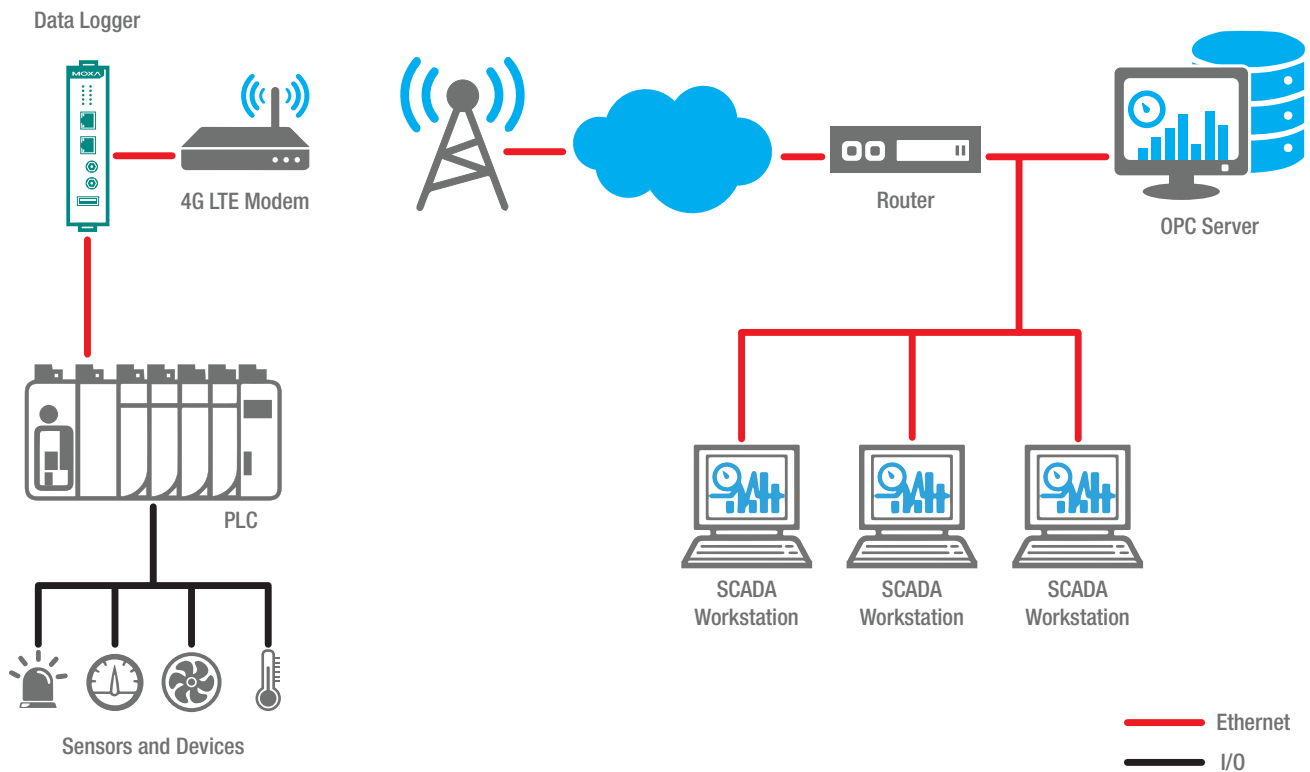 Data Logger
MOXA
4G LTE Modem
Router
OPC Server
PLC
SCADA
Workstation
SCADA
Workstation
SCADA
Workstation
Sensors and Devices
Ethernet
I/O